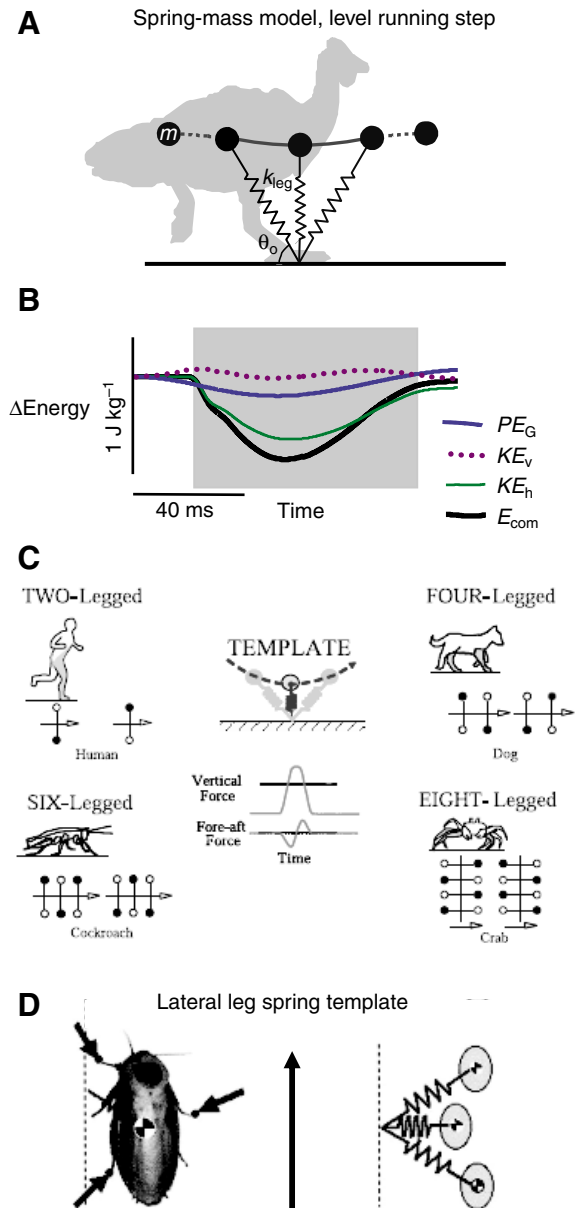 A
Spring-mass model, level running step
m
kleg
θo
B
ΔEnergy
1 J kg–1
40 ms
Time
PEG
KEv
KEh
Ecom
C
TWO-Legged
Human
TEMPLATE
FOUR-Legged
Dog
Vertical
Force
Fore-aft
Force
Time
SIX-Legged
Cockroach
EIGHT-Legged
Crab
D
Lateral leg spring template